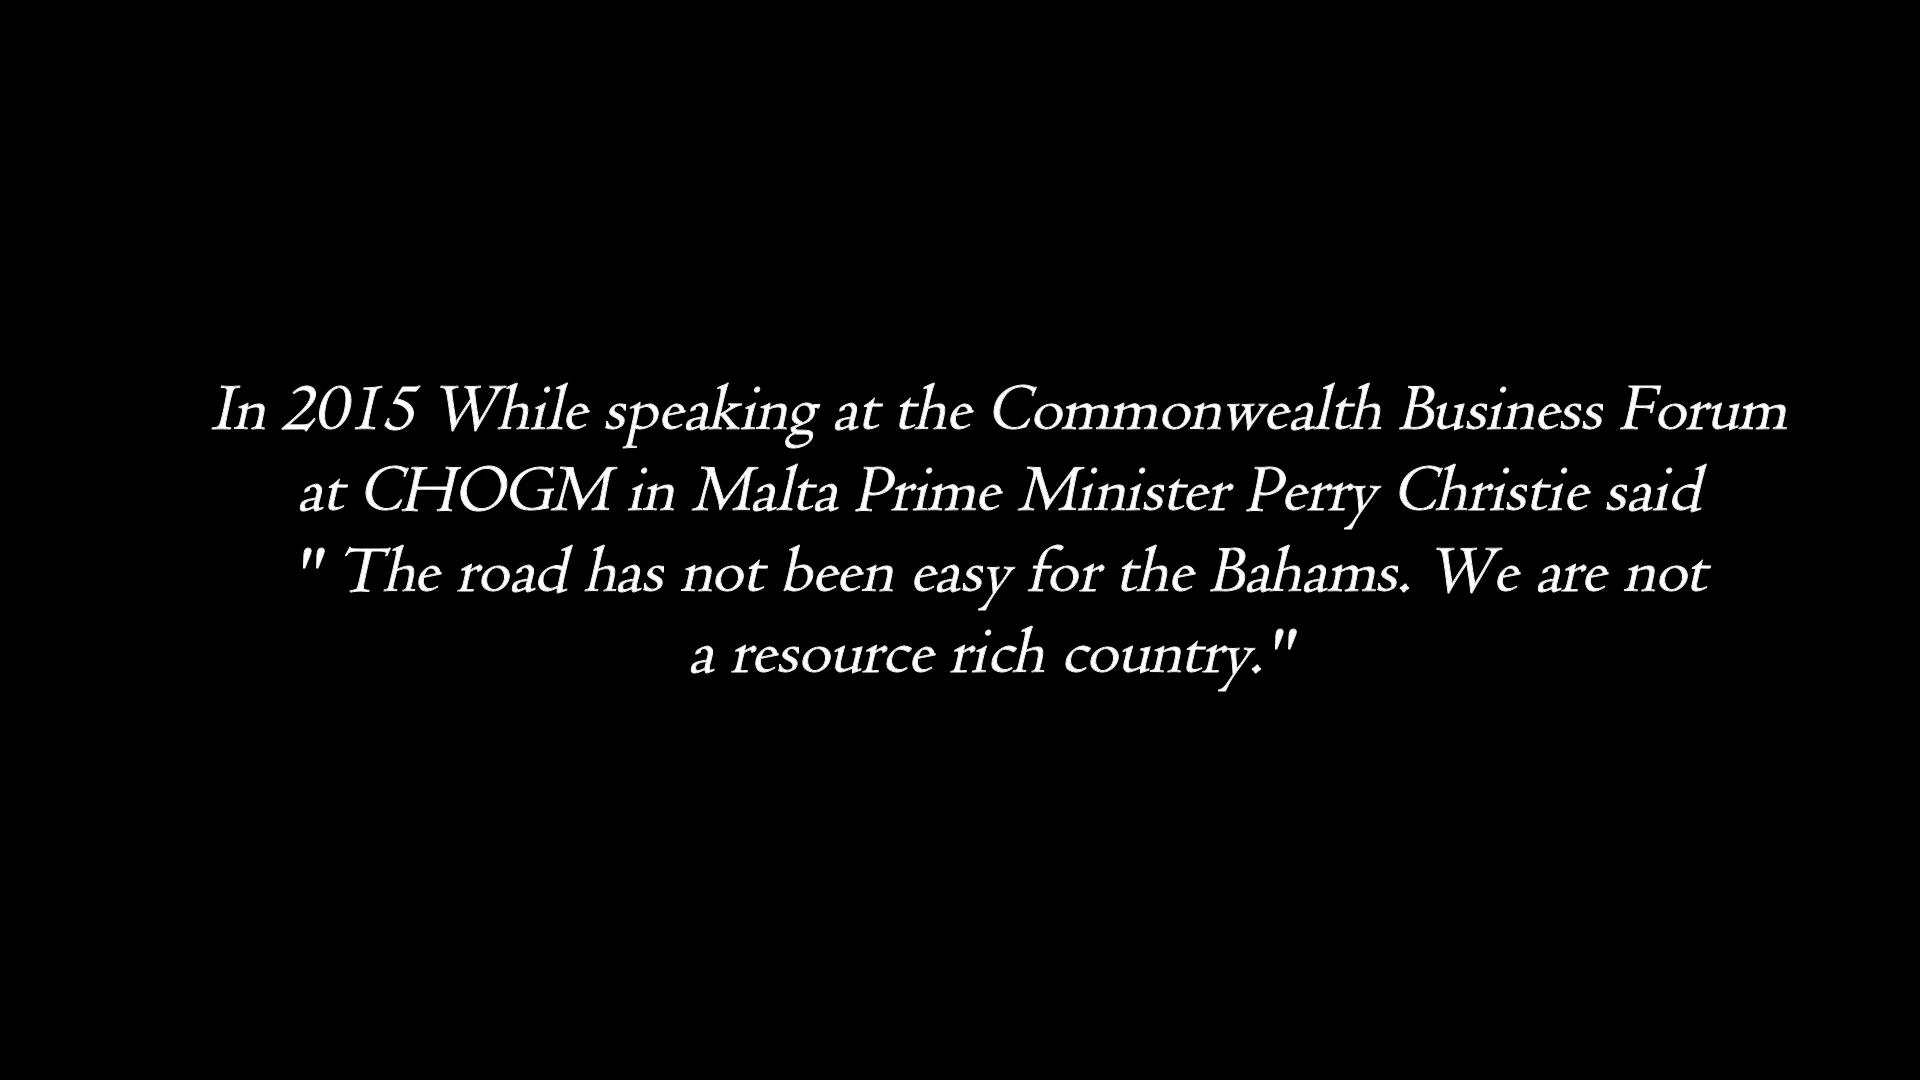 In 2015 While speaking at the Commonwealth Business Forum
at CHOGM in Malta Prime Minister Perry Christie said
" The road has not been easy for the Bahams. We are not
a resource rich country."